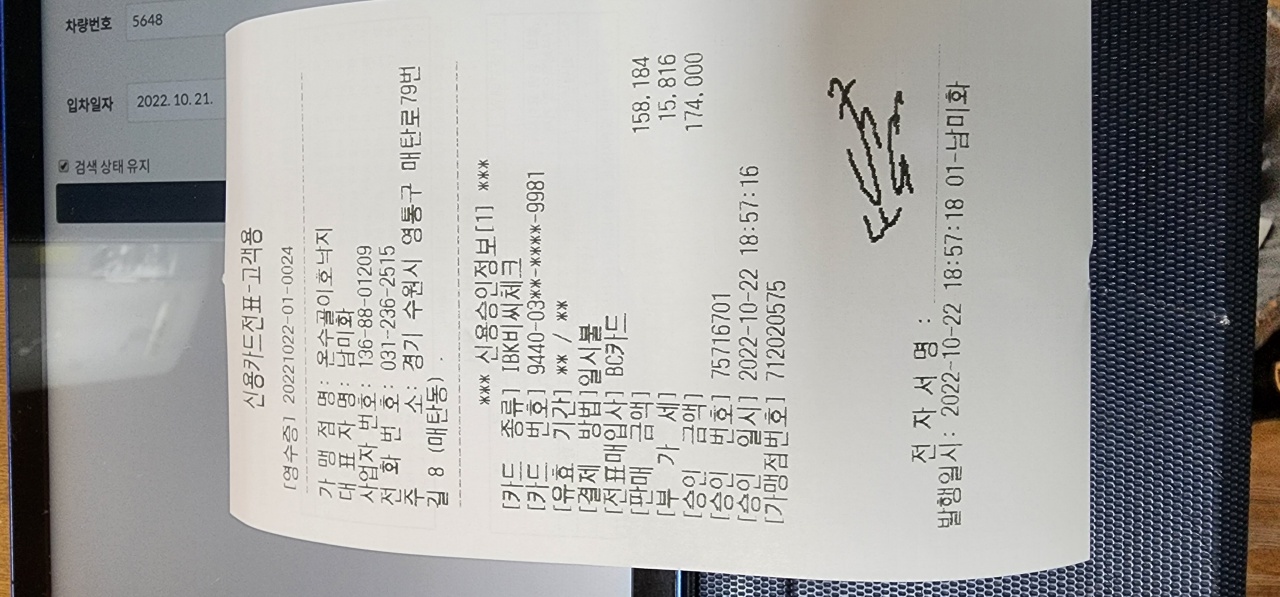 차량번호 5648
입차일자 2022.10.21.
검색 상태 유지
신용카드전표-고객용
[영수증] 20221022-01-0024
가 맹 점 명 : 온수골이호낙지
대 표 자 명 : 남미화
사업자 번호 : 136-88-01209
전 화 번 호 : 031-236-2515
주 소 : 경기 수원시 영통구 매탄로79번
길 8 (매탄동) .
*** 신용승인정보[1] ***
[카드 종류] IBK비씨체크
[카드 번호] 9440-03**-****-9981
[유효 기간] ** / **
[결제 방법] 일시불
[전표매입사] BC카드
[판매 금액] 158,184
[부 가 세] 15,816
[승인 금액] 174,000
[승인 번호] 75716701
[승인 일시] 2022-10-22 18:57:16
[가맹점번호] 712020575
전 자 서 명 :
발행일시: 2022-10-22 18:57:18 01-남미화